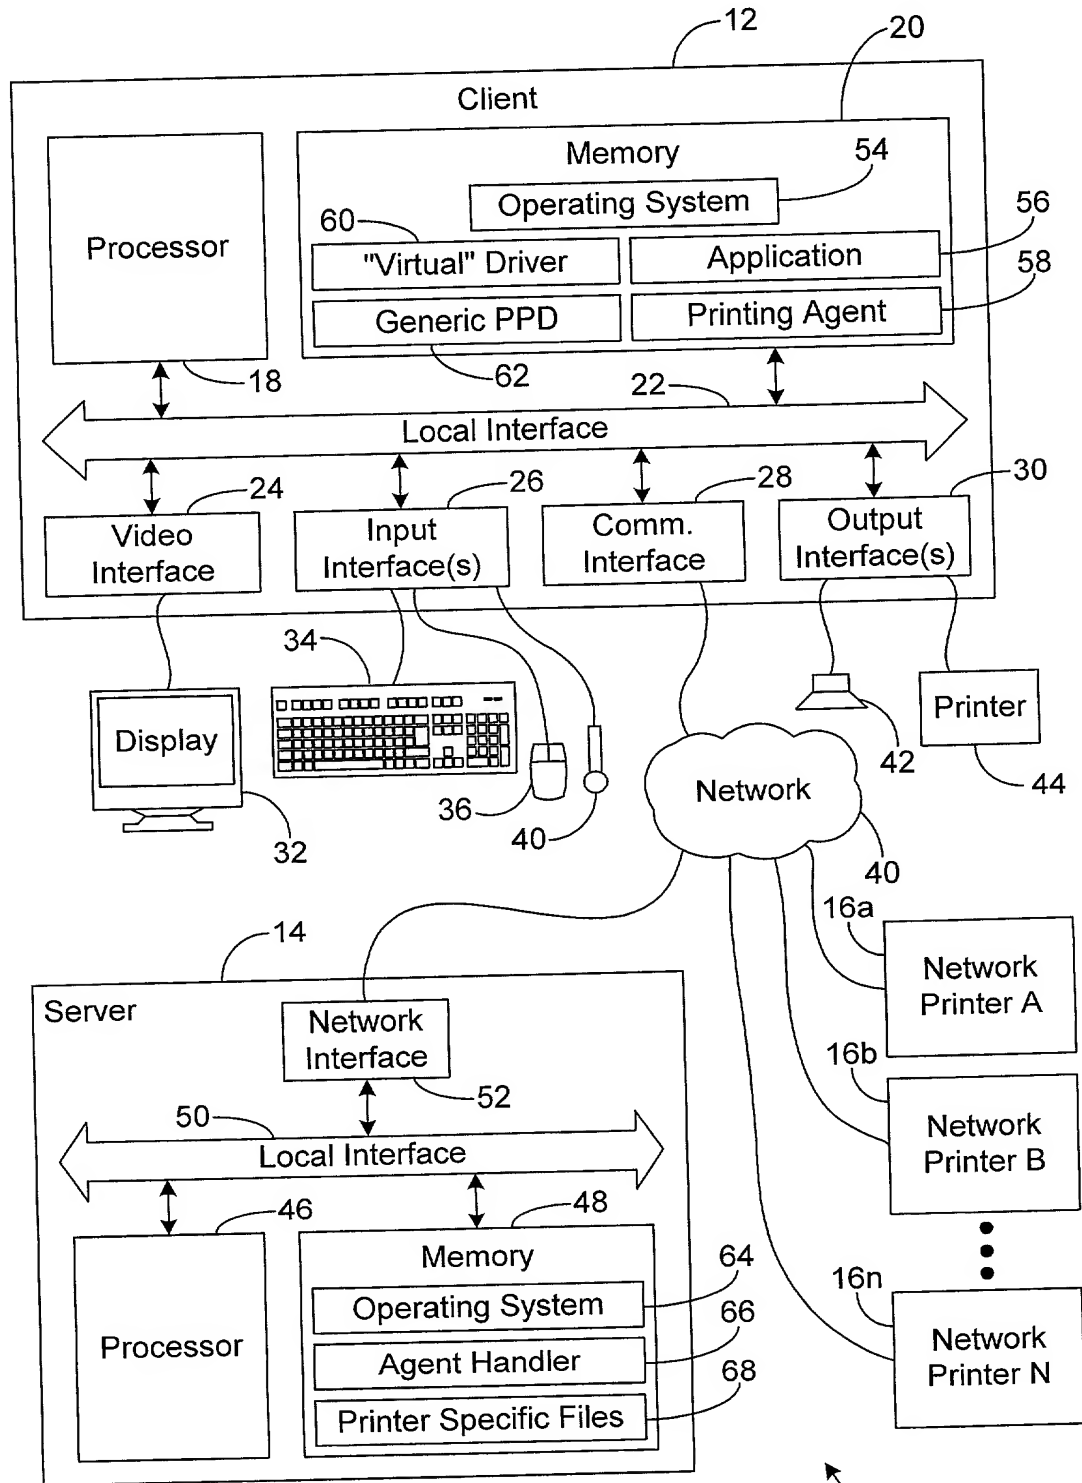 12
20
Client
Memory
54
Operating System
56
Processor
60
"Virtual" Driver
Application
58
Generic PPD
Printing Agent
18
62
22
Local Interface
24
26
28
30
Video
Interface
Input
Interface(s)
Comm.
Interface
Output
Interface(s)
34
Display
Printer
36
40
42
44
32
Network
40
16a
14
Network
Printer A
Server
Network
Interface
16b
52
50
Local Interface
Network
Printer B
46
48
Memory
64
16n
Operating System
66
Processor
Agent Handler
Network
Printer N
68
Printer Specific Files